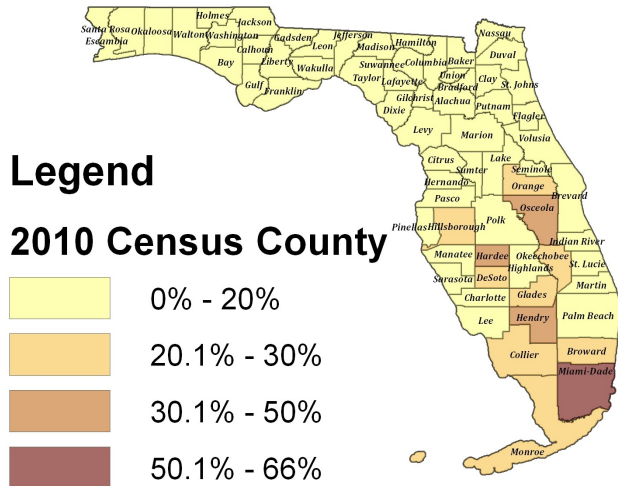 Holmes
Jackson
Santa Rosa
Escambia
Okaloosa
Walton
Washington
Calhoun
Gadsden
Jefferson
Leon
Liberty
Bay
Wakulla
Gulf
Franklin
Madison
Hamilton
Suwannee
Columbia
Baker
Nassau
Duval
Taylor
Lafayette
Union
Bradford
Clay
St. Johns
Gilchrist
Dixie
Alachua
Putnam
Flagler
Levy
Marion
Volusia
Citrus
Sumter
Lake
Hernando
Seminole
Orange
Pasco
Osceola
Brevard
Pinellas
Hillsborough
Polk
Indian River
Manatee
Hardee
Okeechobee
Highlands
St. Lucie
Sarasota
DeSoto
Martin
Charlotte
Glades
Lee
Hendry
Palm Beach
Collier
Broward
Miami-Dade
Monroe
Legend
2010 Census County
0% - 20%
20.1% - 30%
30.1% - 50%
50.1% - 66%